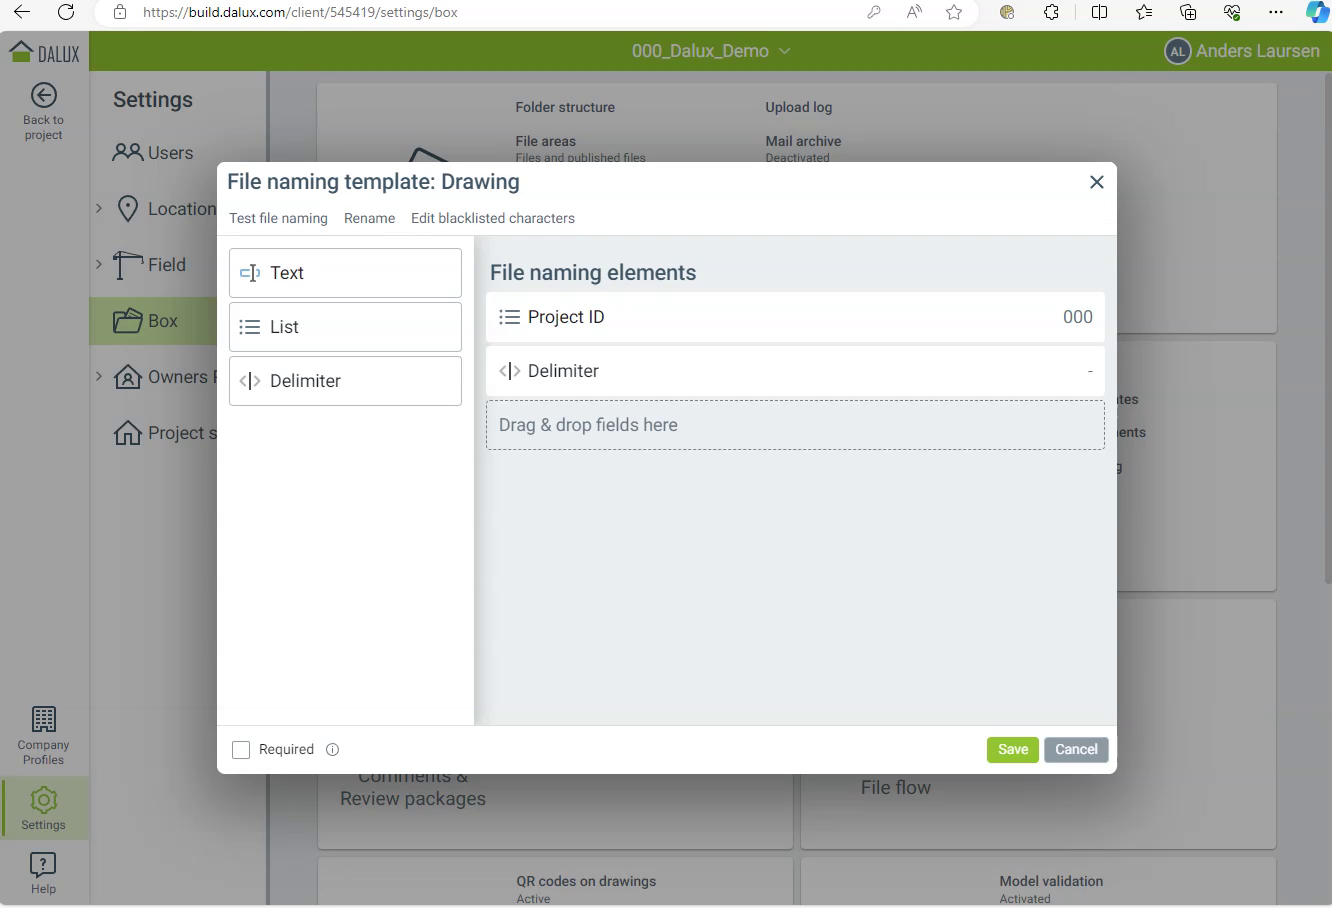 https://build.dalux.com/client/545419/settings/box
DALUX
000_Dalux_Demo
AL Anders Laursen
Back to
project
Settings
Users
Location
Field
Box
Owners
Project s
Company
Profiles
Settings
Help
Folder structure
Upload log
File areas
Files and published files
Mail archive
Deactivated
File naming template: Drawing
Test file naming Rename Edit blacklisted characters
Text
List
Delimiter
File naming elements
Project ID 000
Delimiter -
Drag & drop fields here
Required
Save Cancel
tes
ents
g
Comments &
Review packages
File flow
QR codes on drawings
Active
Model validation
Activated